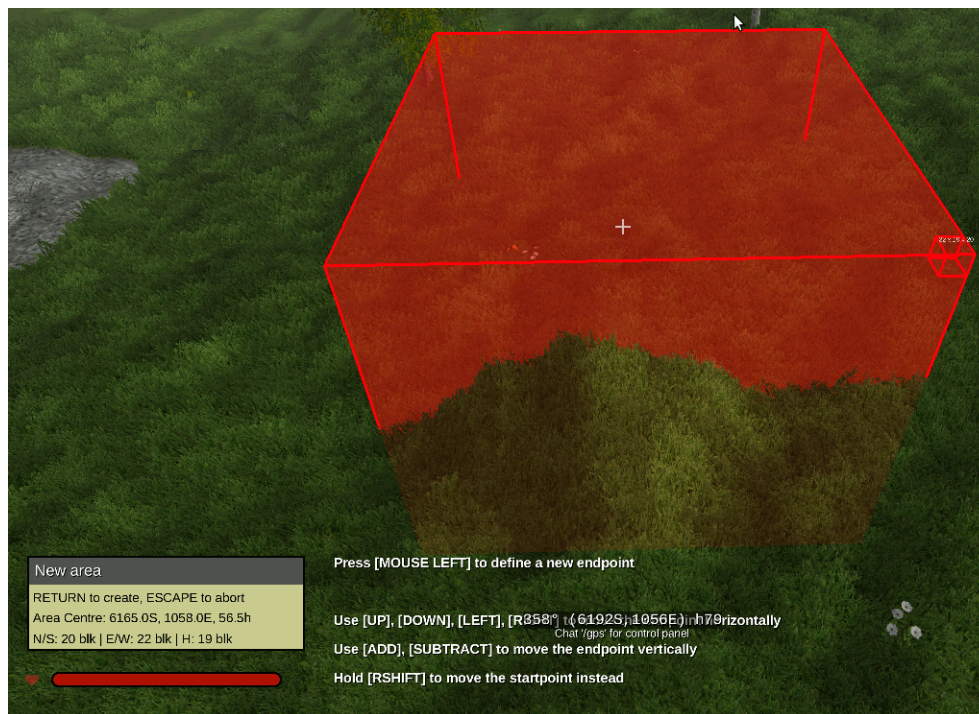 New area
RETURN to create, ESCAPE to abort
Area Centre: 6165.0S, 1058.0E, 56.5h
N/S: 20 blk | E/W: 22 blk | H: 19 blk
Press [MOUSE LEFT] to define a new endpoint
Use [UP], [DOWN], [LEFT], horizontally
358° (6192S,1056E) h79
Chat '/gps' for control panel
Use [ADD], [SUBTRACT] to move the endpoint vertically
Hold [RSHIFT] to move the startpoint instead